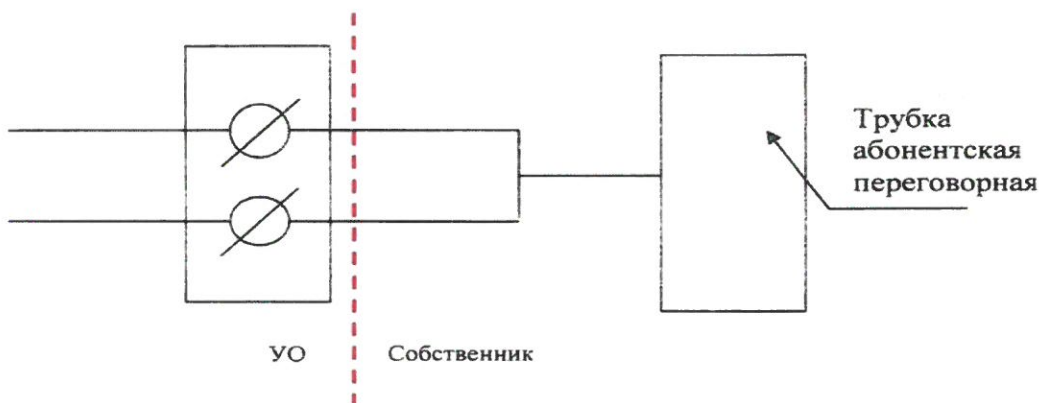 Трубка
абонентская
переговорная
УО
Собственник